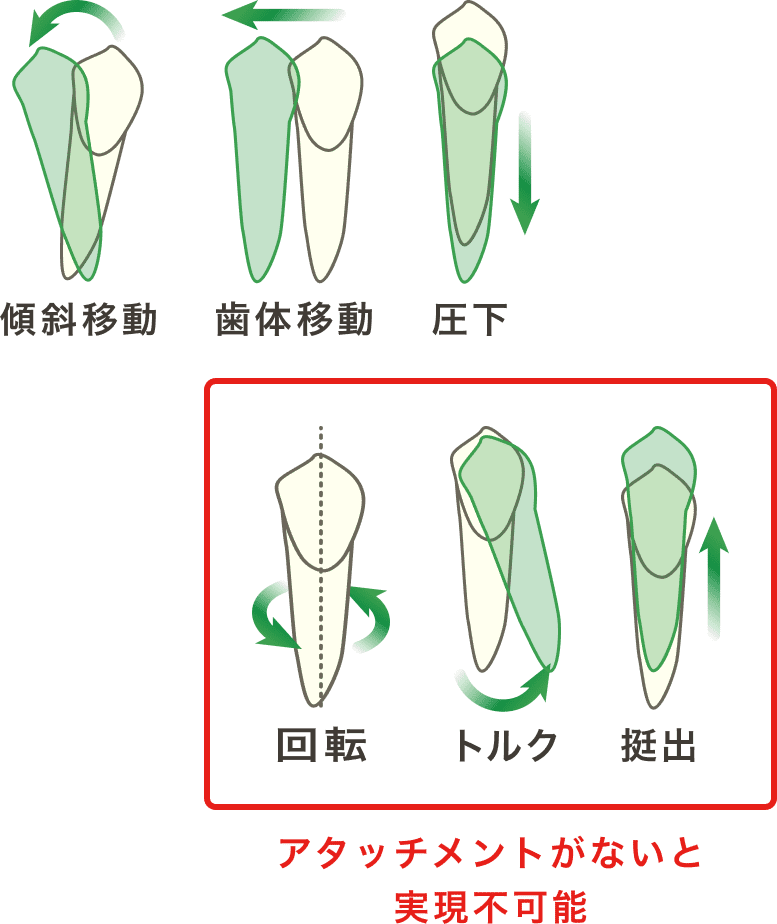 傾斜移動
歯体移動
圧下
回転
トルク
挺出
アタッチメントがないと
実現不可能